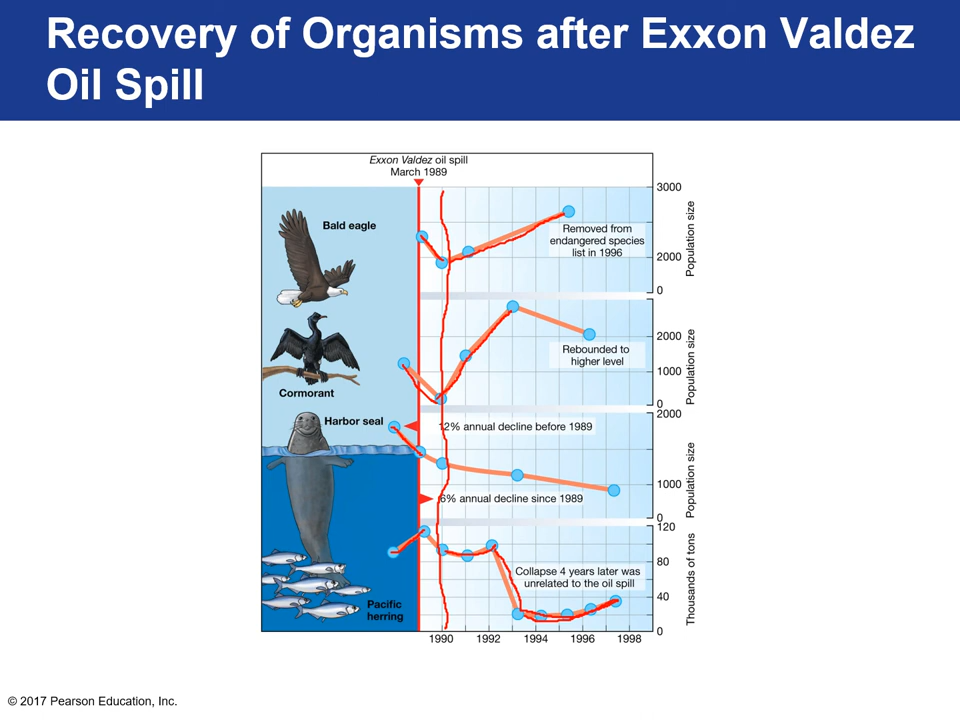 Recovery of Organisms after Exxon Valdez
Oil Spill
Exxon Valdez oil spill
March 1989
Bald eagle
Removed from
endangered species
list in 1996
3000
2000
0
Population size
Cormorant
Rebounded to
higher level
2000
1000
0
Population size
Harbor seal
12% annual decline before 1989
6% annual decline since 1989
2000
1000
0
Population size
Pacific
herring
Collapse 4 years later was
unrelated to the oil spill
120
80
40
0
Thousands of tons
1990 1992 1994 1996 1998
© 2017 Pearson Education, Inc.